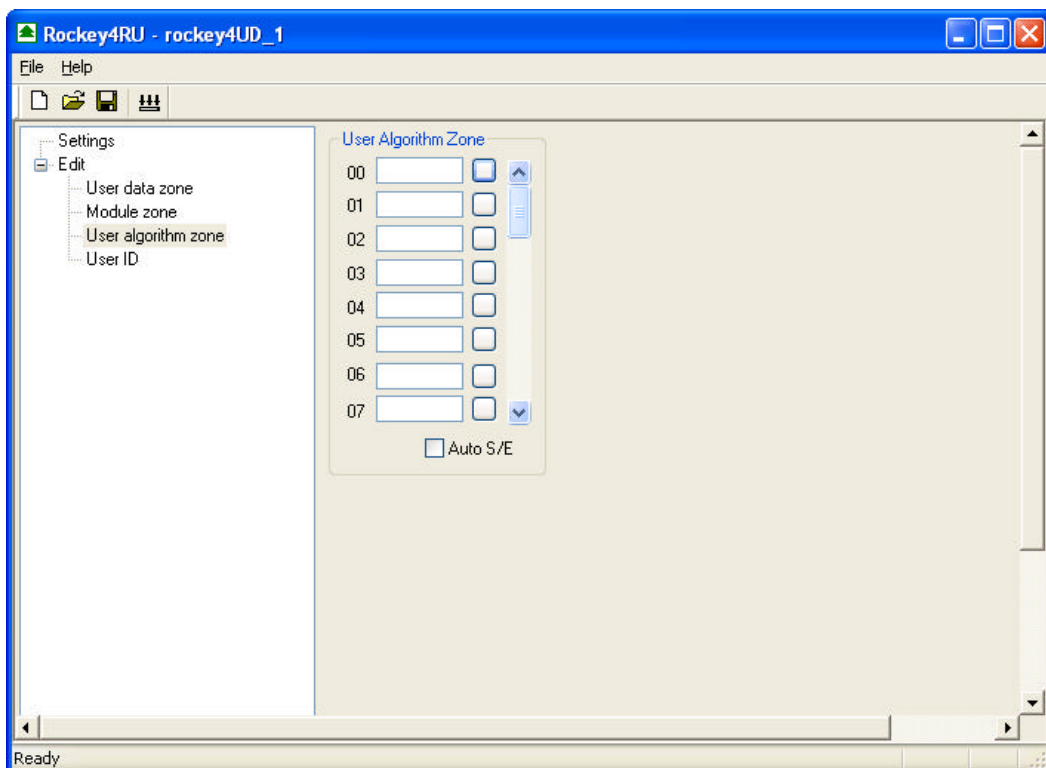 Rockey4RU - rockey4UD_1
File Help
Settings
Edit
User data zone
Module zone
User algorithm zone
User ID
User Algorithm Zone
00
01
02
03
04
05
06
07
Auto S/E
Ready